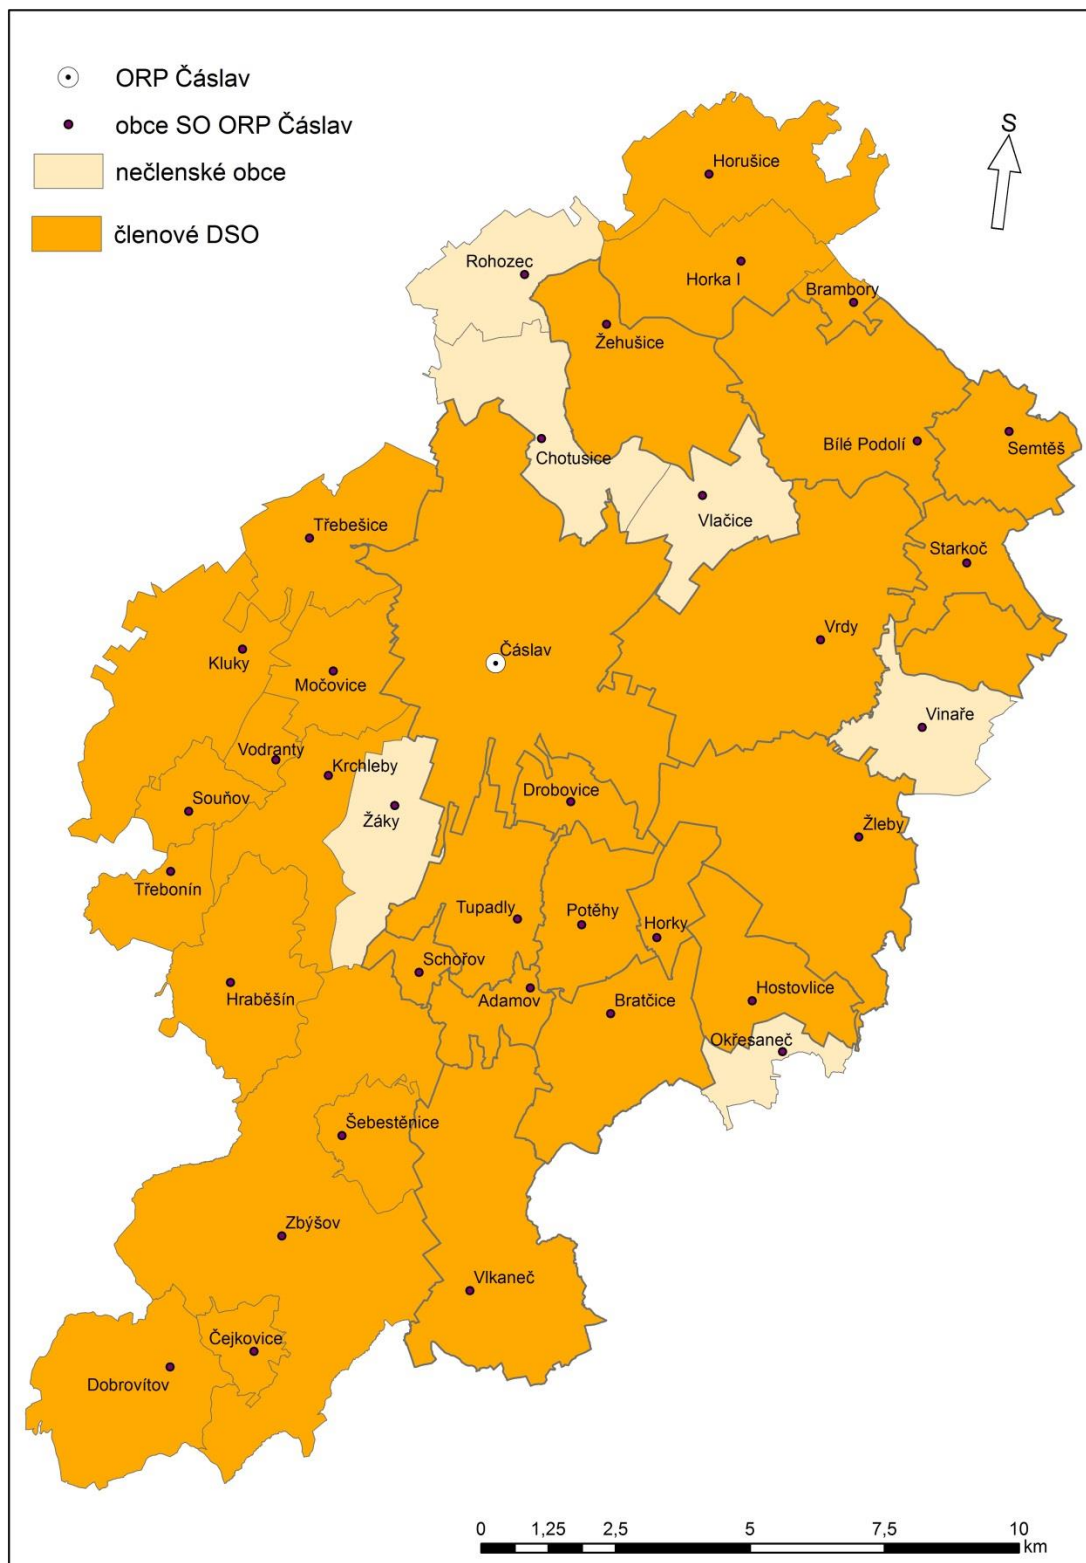 ORP Čáslav
obce SO ORP Čáslav
nečlenské obce
členové DSO
S
Horušice
Rohozec
Horka I
Brambory
Žehušice
Chotusice
Bílé Podolí
Semtěš
Vlačice
Třebešice
Starkoč
Vrdy
Kluky
Čáslav
Močovice
Vinaře
Vodranty
Krchleby
Drobovice
Souňov
Žáky
Žleby
Třebonín
Tupadly
Potěhy
Horky
Schořov
Hraběšín
Adamov
Bratčice
Hostovlice
Okřesaneč
Šebestěnice
Zbýšov
Vlkaneč
Čejkovice
Dobrovítov
0 1,25 2,5 5 7,5 10
km